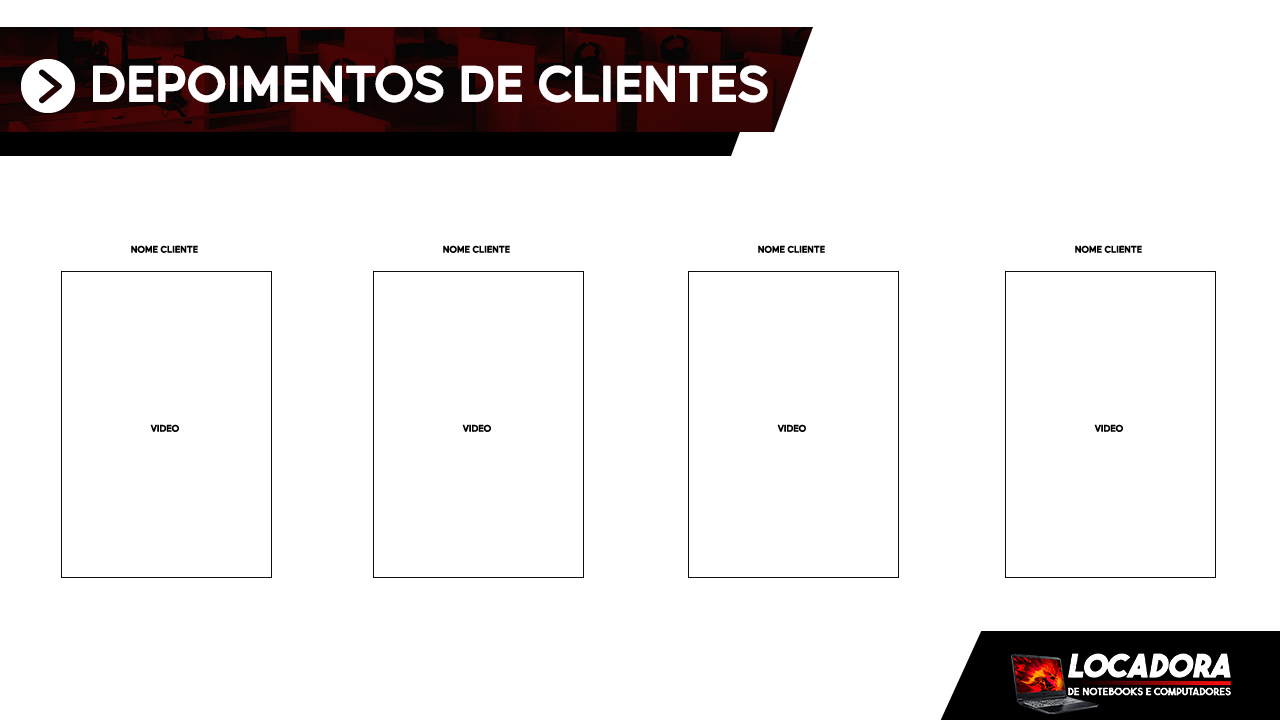 DEPOIMENTOS DE CLIENTES
NOME CLIENTE
NOME CLIENTE
NOME CLIENTE
NOME CLIENTE
VIDEO
VIDEO
VIDEO
VIDEO
LOCADORA
DE NOTEBOOKS E COMPUTADORES